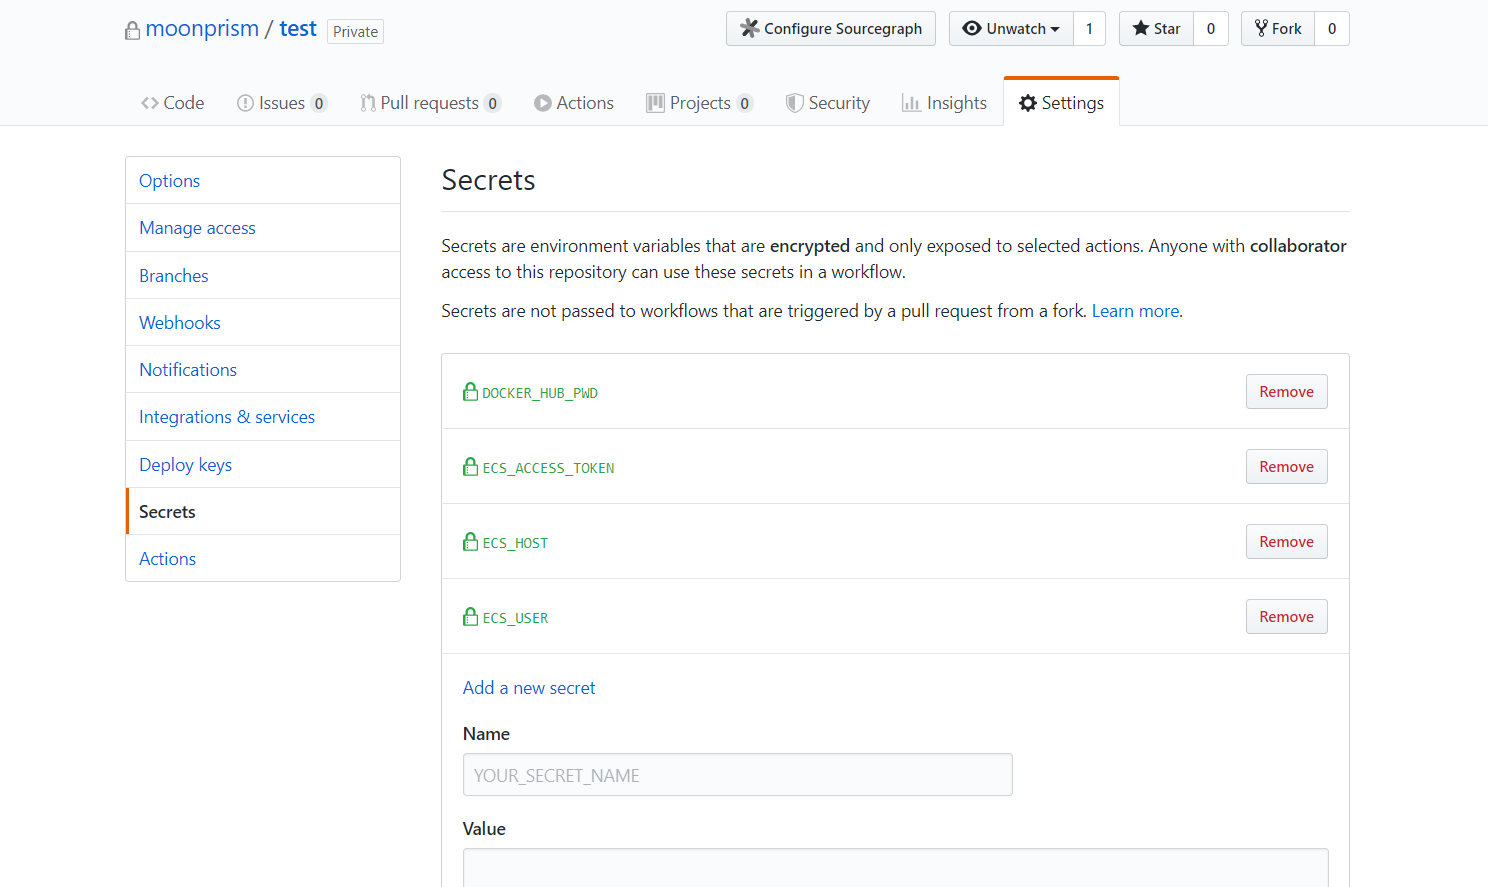 moonprism / test Private
Configure Sourcegraph Unwatch 1 Star 0 Fork 0
Code Issues 0 Pull requests 0 Actions Projects 0 Security Insights Settings
Options
Manage access
Branches
Webhooks
Notifications
Integrations & services
Deploy keys
Secrets
Actions
Secrets
Secrets are environment variables that are encrypted and only exposed to selected actions. Anyone with collaborator
access to this repository can use these secrets in a workflow.
Secrets are not passed to workflows that are triggered by a pull request from a fork. Learn more.
DOCKER_HUB_PWD Remove
ECS_ACCESS_TOKEN Remove
ECS_HOST Remove
ECS_USER Remove
Add a new secret
Name
YOUR_SECRET_NAME
Value